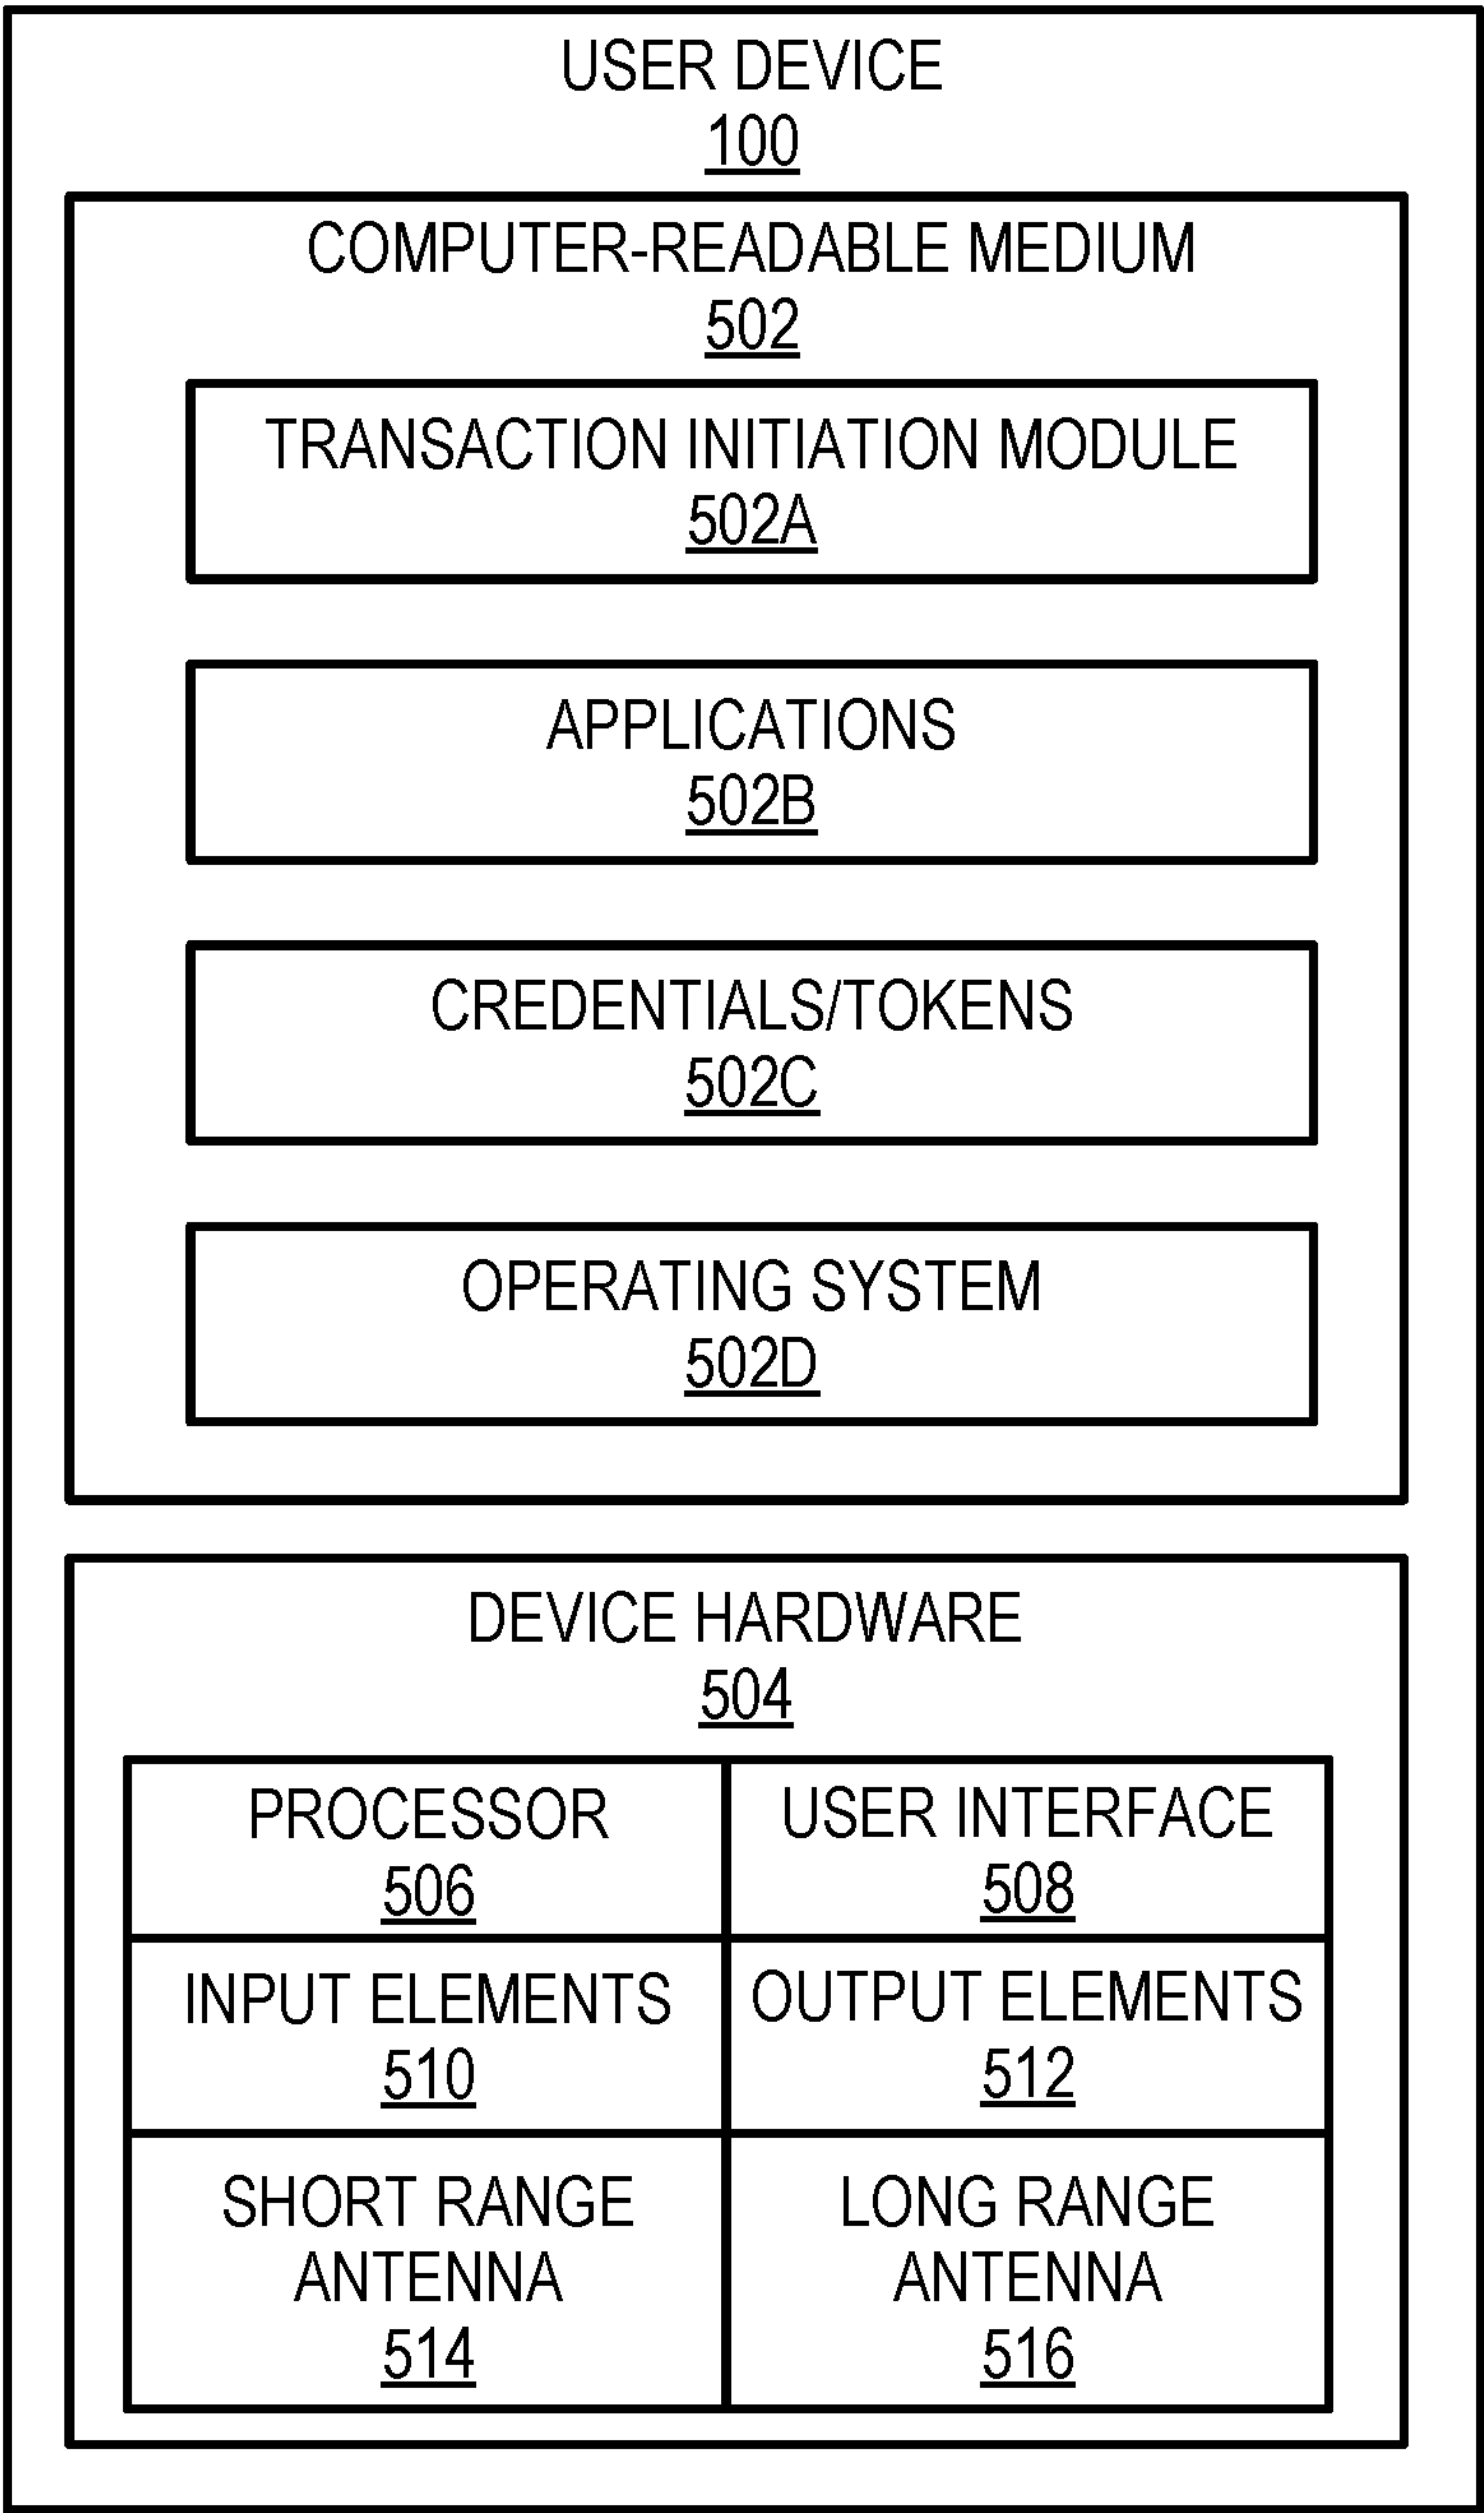 USER DEVICE
100
COMPUTER-READABLE MEDIUM
502
TRANSACTION INITIATION MODULE
502A
APPLICATIONS
502B
CREDENTIALS/TOKENS
502C
OPERATING SYSTEM
502D
DEVICE HARDWARE
504
PROCESSOR
506
USER INTERFACE
508
INPUT ELEMENTS
510
OUTPUT ELEMENTS
512
SHORT RANGE
ANTENNA
514
LONG RANGE
ANTENNA
516